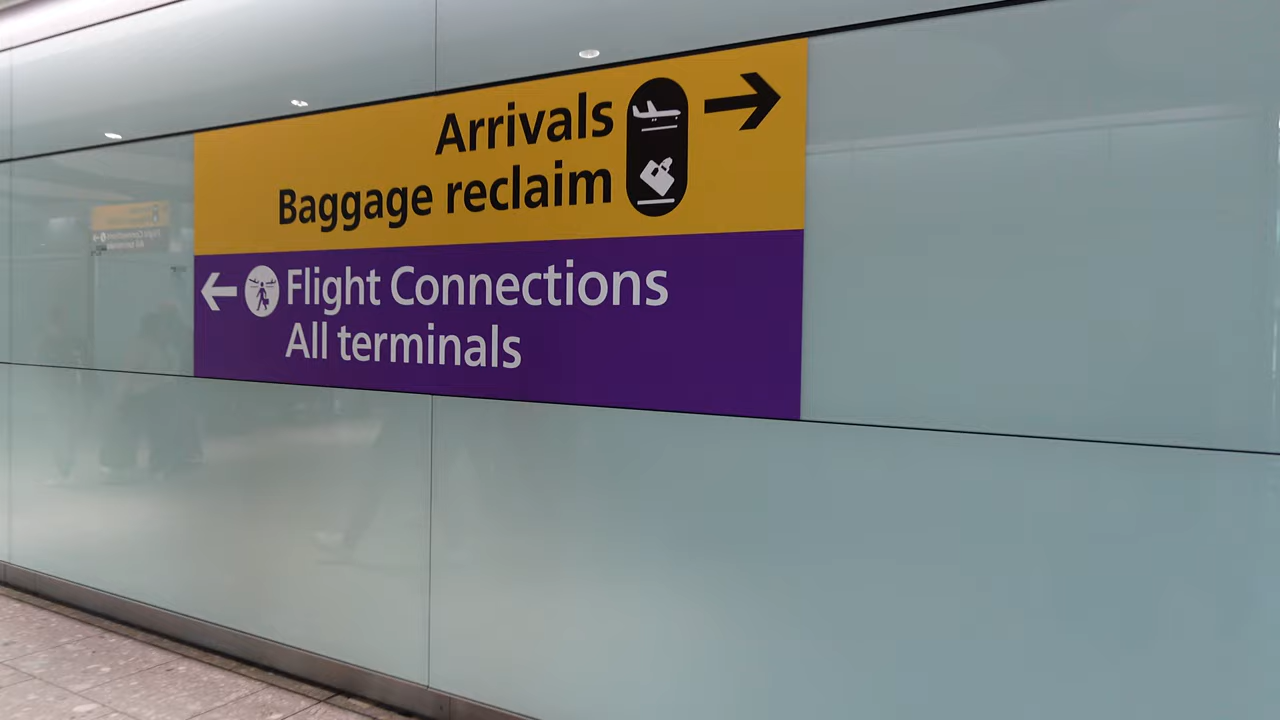 Arrivals
Baggage reclaim
Flight Connections
All terminals